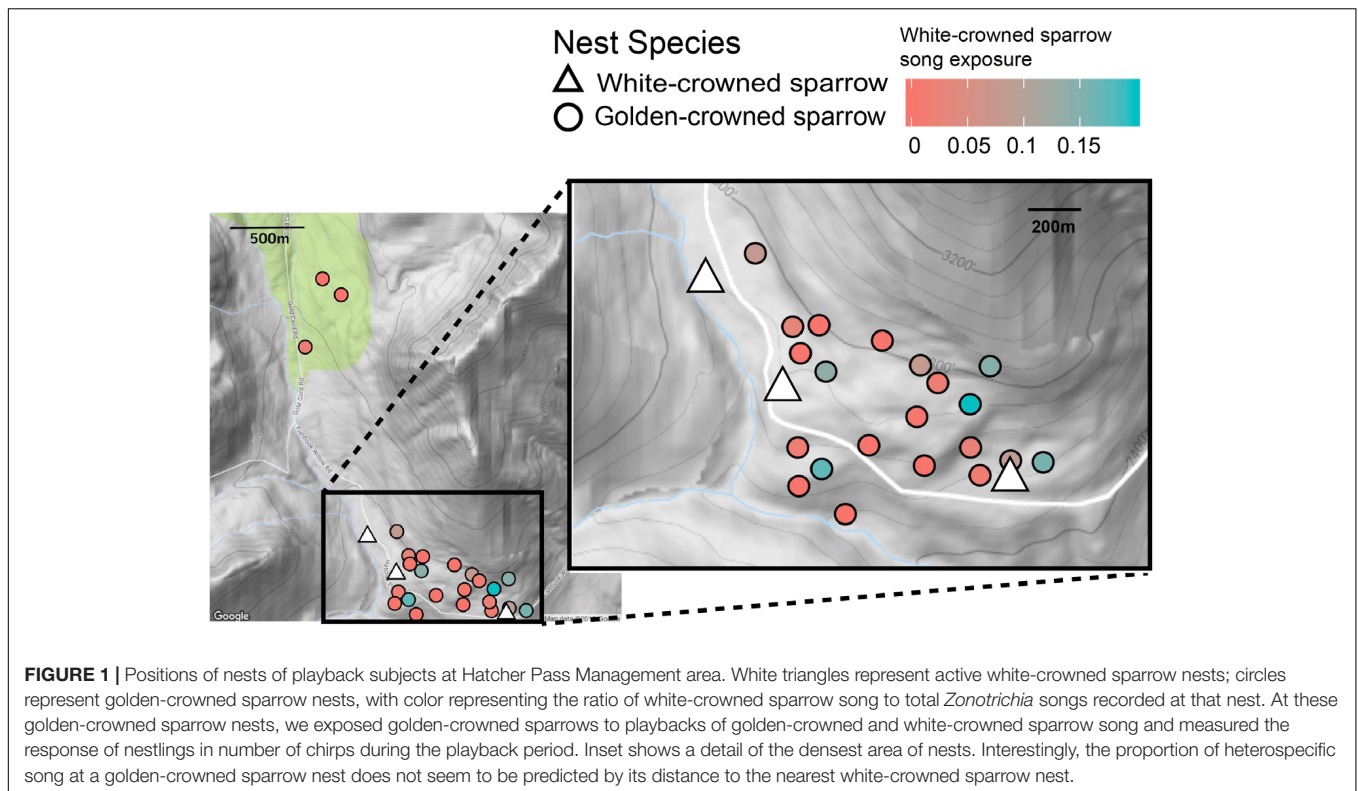 Nest Species
White-crowned sparrow
Golden-crowned sparrow
White-crowned sparrow
song exposure
0 0.05 0.1 0.15
500m
200m
3200'
Gold Cord Rd
Gold Cord Rd
Google
FIGURE 1 | Positions of nests of playback subjects at Hatcher Pass Management area. White triangles represent active white-crowned sparrow nests; circles
represent golden-crowned sparrow nests, with color representing the ratio of white-crowned sparrow song to total Zonotrichia songs recorded at that nest. At these
golden-crowned sparrow nests, we exposed golden-crowned sparrows to playbacks of golden-crowned and white-crowned sparrow song and measured the
response of nestlings in number of chirps during the playback period. Inset shows a detail of the densest area of nests. Interestingly, the proportion of heterospecific
song at a golden-crowned sparrow nest does not seem to be predicted by its distance to the nearest white-crowned sparrow nest.